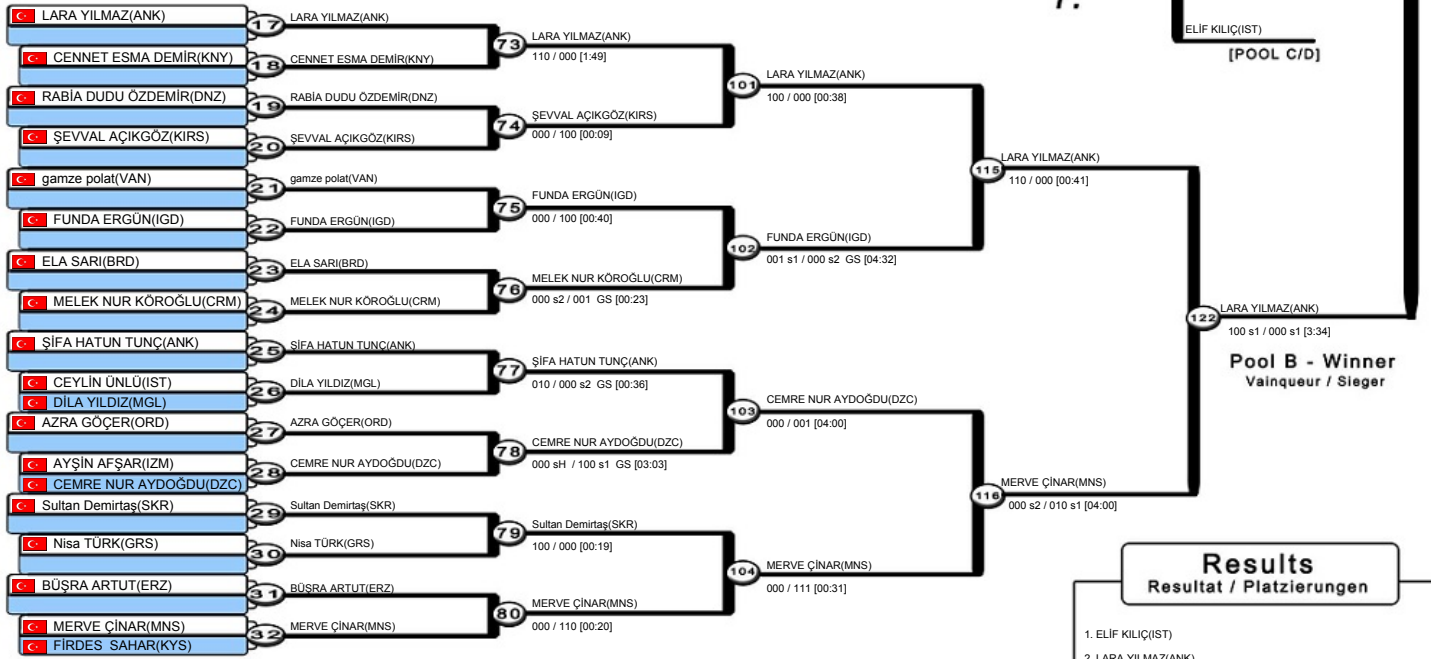 LARA YILMAZ(ANK)
CENNET ESMA DEMİR(KNY)
RABİA DUDU ÖZDEMİR(DNZ)
ŞEVVAL AÇIKGÖZ(KIRS)
gamze polat(VAN)
FUNDA ERGÜN(IGD)
ELA SARI(BRD)
MELEK NUR KÖROĞLU(CRM)
ŞİFA HATUN TUNÇ(ANK)
CEYLİN ÜNLÜ(IST)
DİLA YILDIZ(MGL)
AZRA GÖÇER(ORD)
AYŞİN AFŞAR(IZM)
CEMRE NUR AYDOĞDU(DZC)
Sultan Demirtaş(SKR)
Nisa TÜRK(GRS)
BÜŞRA ARTUT(ERZ)
MERVE ÇİNAR(MNS)
FİRDES SAHAR(KYS)
17 LARA YILMAZ(ANK)
18 CENNET ESMA DEMİR(KNY)
19 RABİA DUDU ÖZDEMİR(DNZ)
20 ŞEVVAL AÇIKGÖZ(KIRS)
21 gamze polat(VAN)
22 FUNDA ERGÜN(IGD)
23 ELA SARI(BRD)
24 MELEK NUR KÖROĞLU(CRM)
25 ŞİFA HATUN TUNÇ(ANK)
26 DİLA YILDIZ(MGL)
27 AZRA GÖÇER(ORD)
28 CEMRE NUR AYDOĞDU(DZC)
29 Sultan Demirtaş(SKR)
30 Nisa TÜRK(GRS)
31 BÜŞRA ARTUT(ERZ)
32 MERVE ÇİNAR(MNS)
73 LARA YILMAZ(ANK)
110 / 000 [1:49]
74 ŞEVVAL AÇIKGÖZ(KIRS)
000 / 100 [00:09]
75 FUNDA ERGÜN(IGD)
000 / 100 [00:40]
76 MELEK NUR KÖROĞLU(CRM)
000 s2 / 001 GS [00:23]
77 ŞİFA HATUN TUNÇ(ANK)
010 / 000 s2 GS [00:36]
78 CEMRE NUR AYDOĞDU(DZC)
000 sH / 100 s1 GS [03:03]
79 Sultan Demirtaş(SKR)
100 / 000 [00:19]
80 MERVE ÇİNAR(MNS)
000 / 110 [00:20]
101 LARA YILMAZ(ANK)
100 / 000 [00:38]
102 FUNDA ERGÜN(IGD)
001 s1 / 000 s2 GS [04:32]
103 CEMRE NUR AYDOĞDU(DZC)
000 / 001 [04:00]
104 MERVE ÇİNAR(MNS)
000 / 111 [00:31]
115 LARA YILMAZ(ANK)
110 / 000 [00:41]
116 MERVE ÇİNAR(MNS)
000 s2 / 010 s1 [04:00]
122 LARA YILMAZ(ANK)
100 s1 / 000 s1 [3:34]
Pool B - Winner
Vainqueur / Sieger
ELİF KILIÇ(IST)
[POOL C/D]
Results
Resultat / Platzierungen
1. ELİF KILIÇ(IST)
2. LARA YILMAZ(ANK)